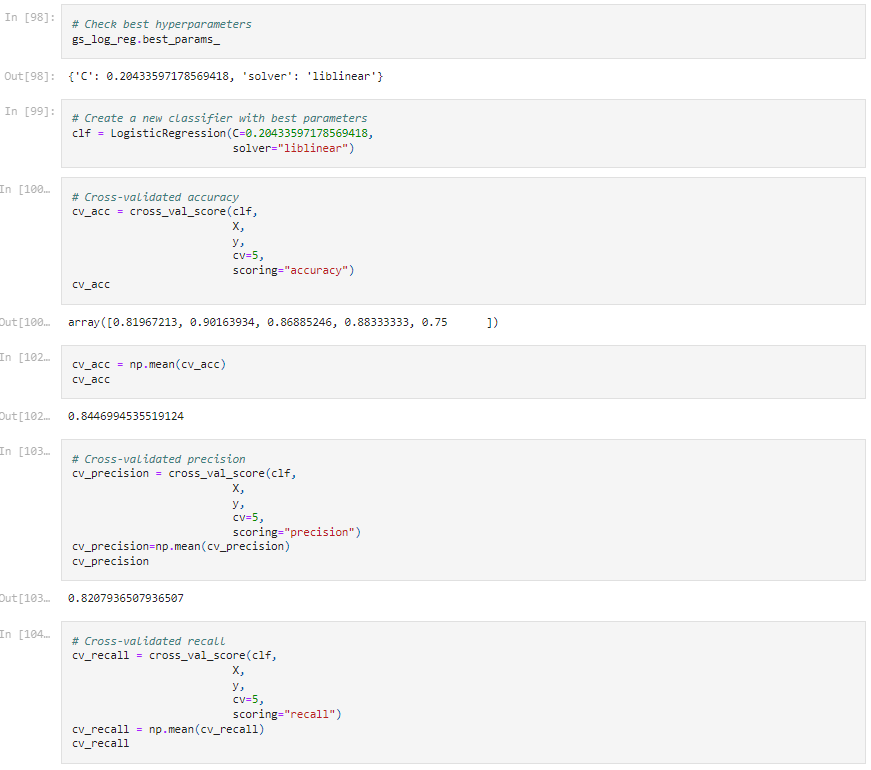 In [98]:
# Check best hyperparameters
gs_log_reg.best_params_
Out[98]: {'C': 0.20433597178569418, 'solver': 'liblinear'}
In [99]:
# Create a new classifier with best parameters
clf = LogisticRegression(C=0.20433597178569418,
                         solver="liblinear")
In [100…
# Cross-validated accuracy
cv_acc = cross_val_score(clf,
                         X,
                         y,
                         cv=5,
                         scoring="accuracy")
cv_acc
Out[100… array([0.81967213, 0.90163934, 0.86885246, 0.88333333, 0.75      ])
In [102…
cv_acc = np.mean(cv_acc)
cv_acc
Out[102… 0.8446994535519124
In [103…
# Cross-validated precision
cv_precision = cross_val_score(clf,
                         X,
                         y,
                         cv=5,
                         scoring="precision")
cv_precision=np.mean(cv_precision)
cv_precision
Out[103… 0.8207936507936507
In [104…
# Cross-validated recall
cv_recall = cross_val_score(clf,
                         X,
                         y,
                         cv=5,
                         scoring="recall")
cv_recall = np.mean(cv_recall)
cv_recall